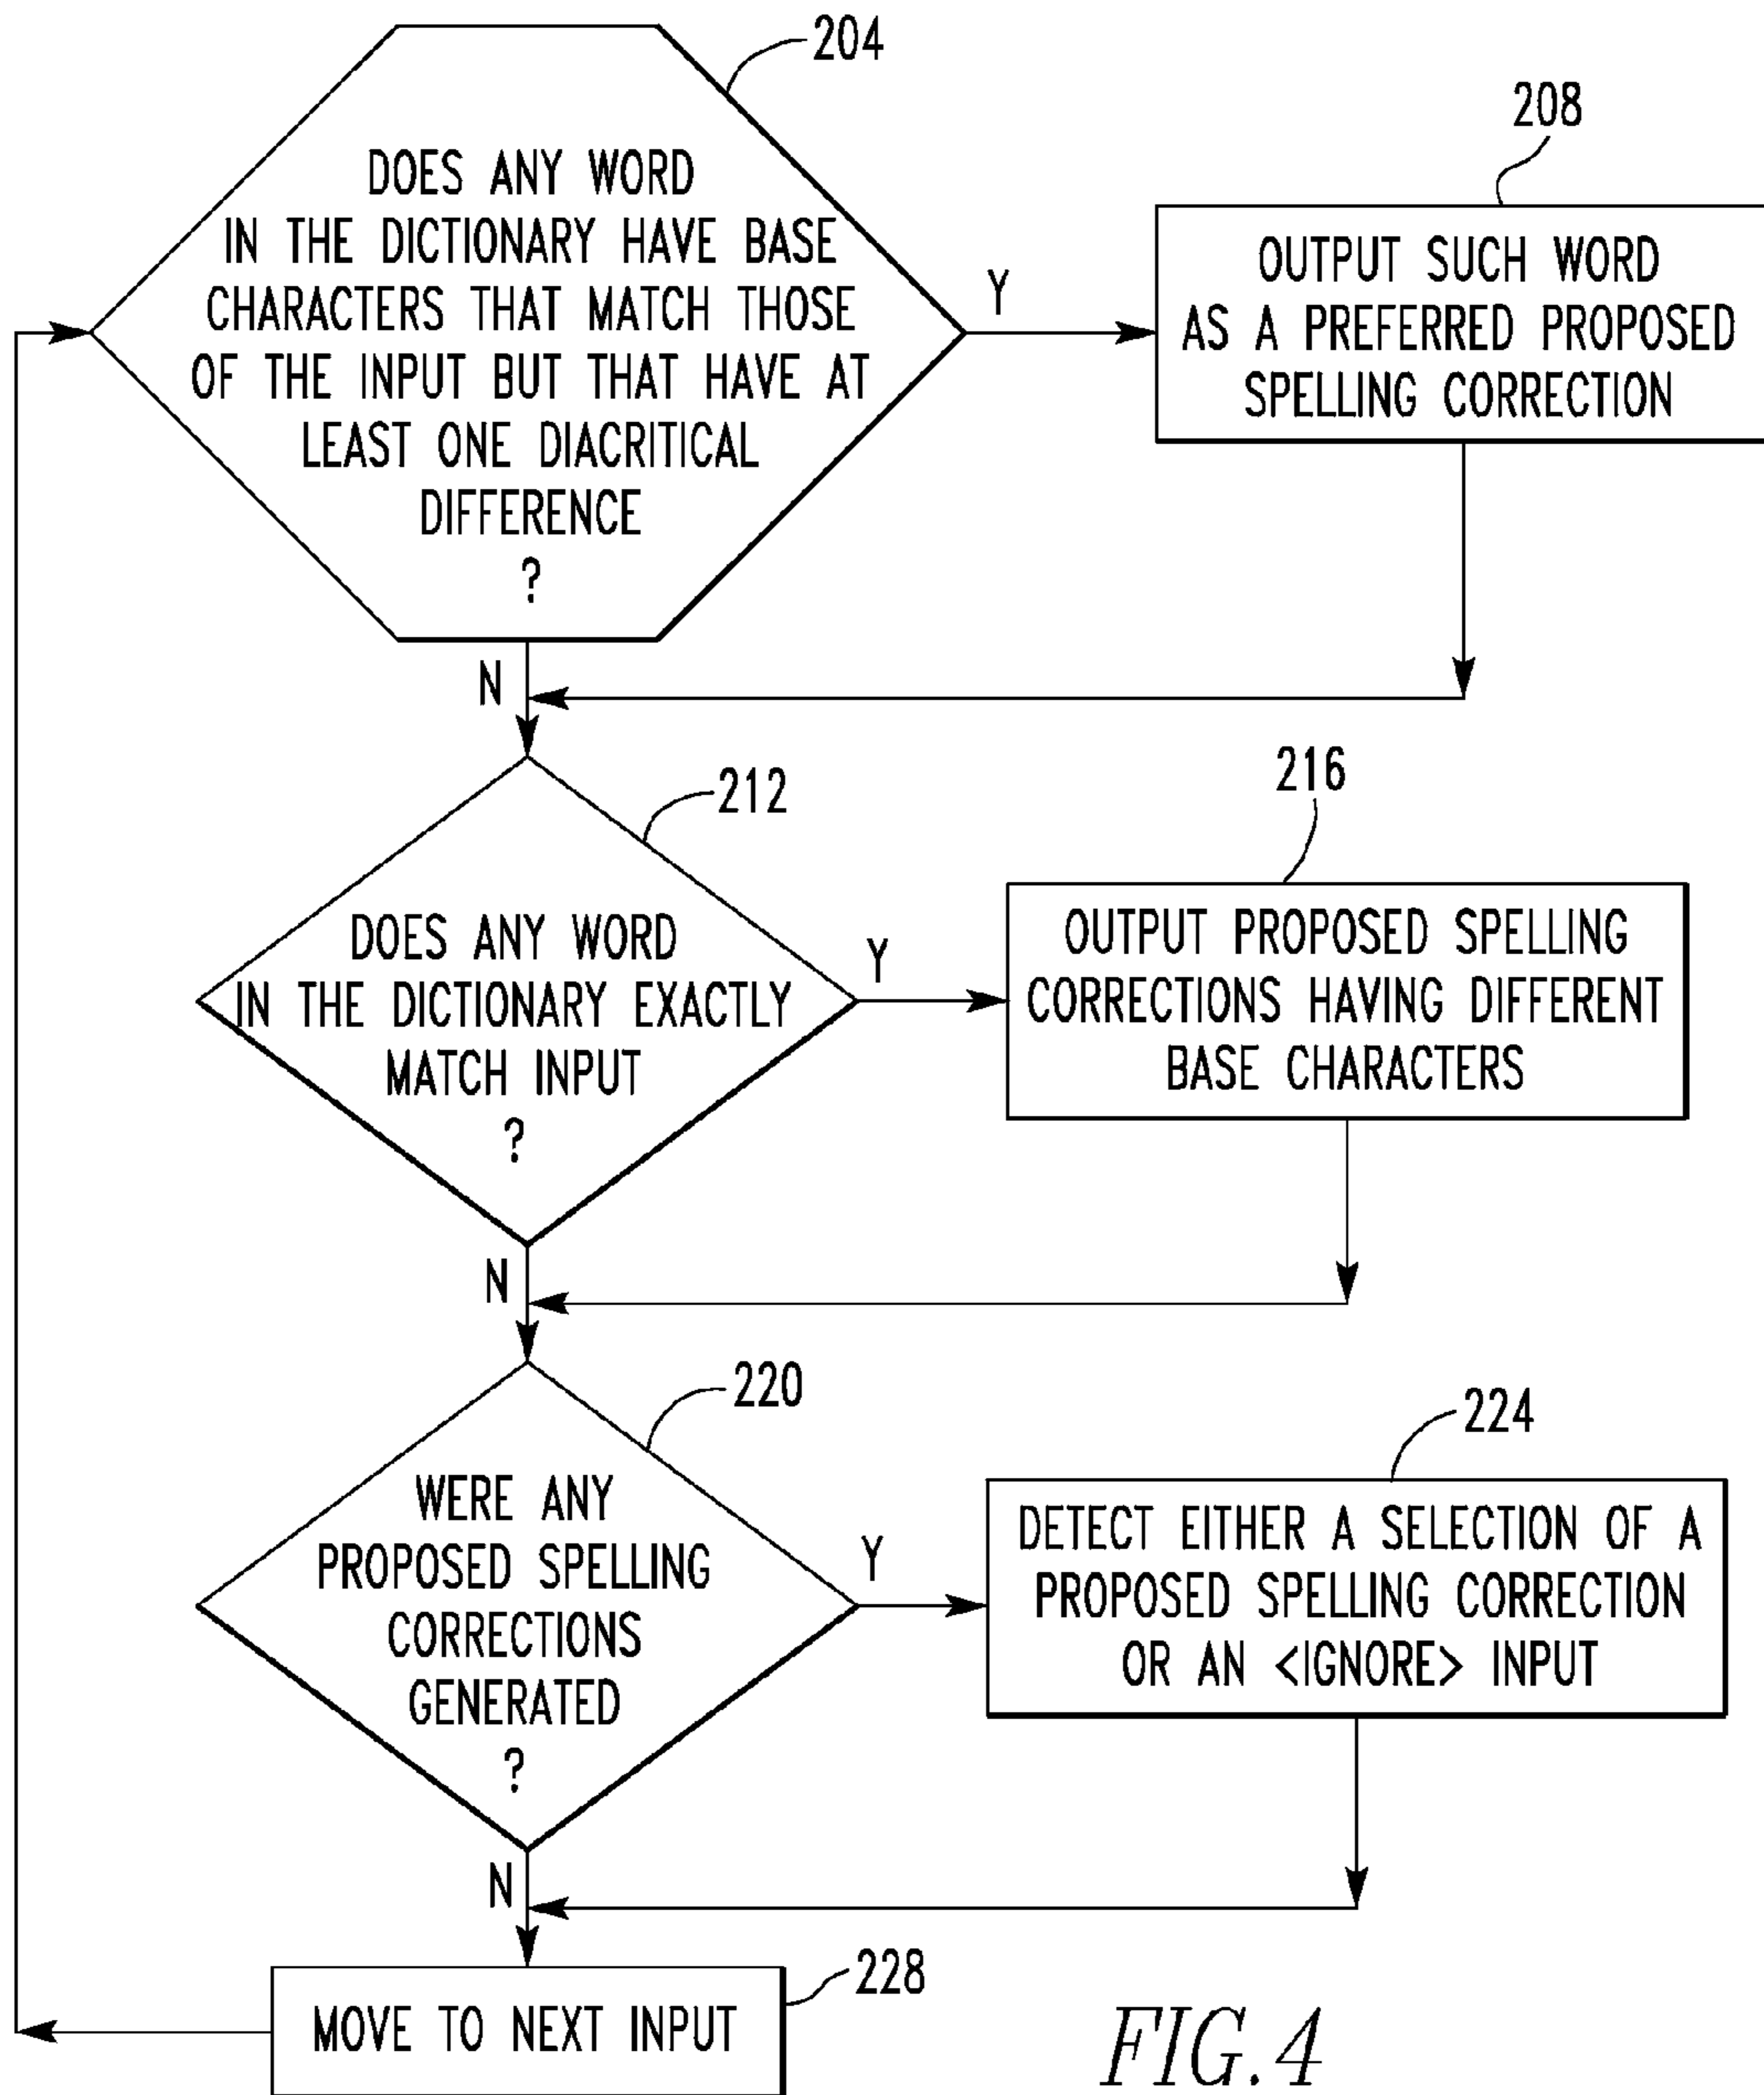 204
DOES ANY WORD
IN THE DICTIONARY HAVE BASE
CHARACTERS THAT MATCH THOSE
OF THE INPUT BUT THAT HAVE AT
LEAST ONE DIACRITICAL
DIFFERENCE
?
Y
208
OUTPUT SUCH WORD
AS A PREFERRED PROPOSED
SPELLING CORRECTION
N
212
DOES ANY WORD
IN THE DICTIONARY EXACTLY
MATCH INPUT
?
Y
216
OUTPUT PROPOSED SPELLING
CORRECTIONS HAVING DIFFERENT
BASE CHARACTERS
N
220
WERE ANY
PROPOSED SPELLING
CORRECTIONS
GENERATED
?
Y
224
DETECT EITHER A SELECTION OF A
PROPOSED SPELLING CORRECTION
OR AN <IGNORE> INPUT
N
228
MOVE TO NEXT INPUT
FIG.4